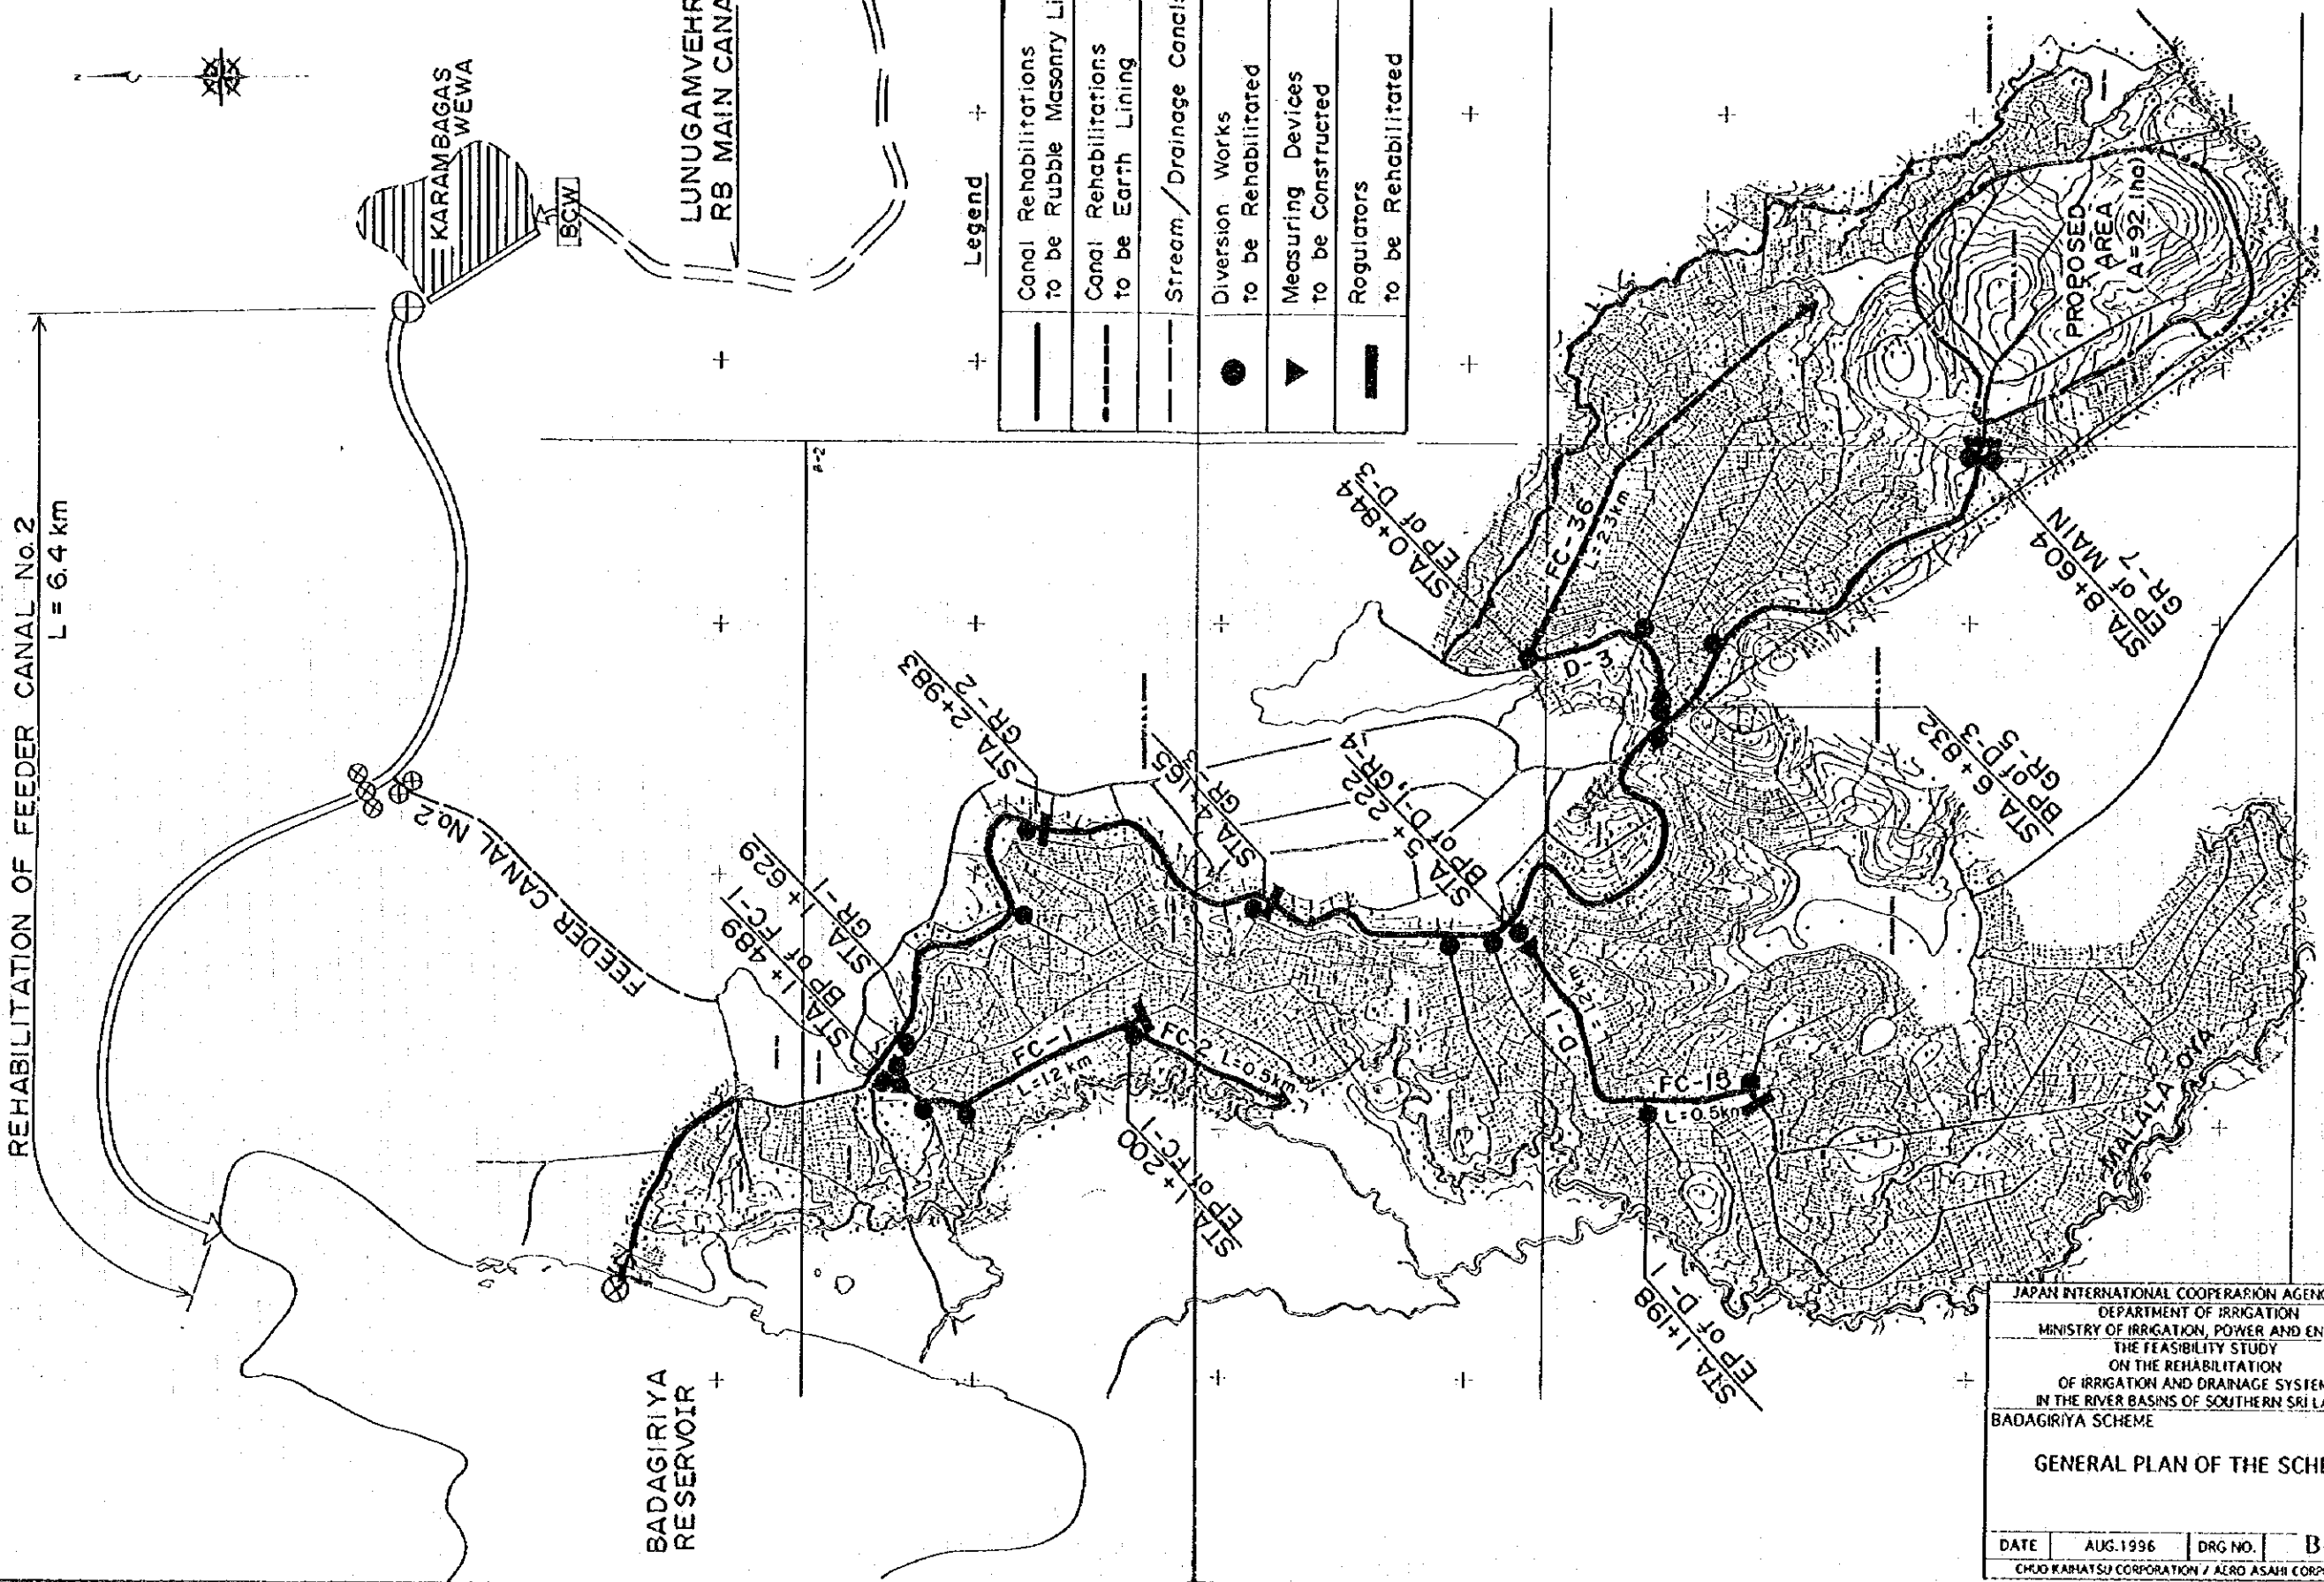 REHABILITATION OF FEEDER CANAL No.2
L = 6.4 km
KARAMBAGAS
WEWA
BCW
LUNUGAMVEHR
RB MAIN CANA
FEEDER CANAL No.2
BADAGIRIYA
RESERVOIR
Legend
Canal Rehabilitations
to be Rubble Masonry Li
Canal Rehabilitations
to be Earth Lining
Stream / Drainage Canal
Diversion Works
to be Rehabilitated
Measuring Devices
to be Constructed
Rogulators
to be Rehabilitated
A-2
STA 1+489
BP of FC-1
STA 1+629
GR-1
STA 2+983
GR-2
STA 4+165
GR-3
STA 5+222
BP of D-1, GR-4
STA. 0+844
EP of D-3
FC-36
L=2.3km
D-3
STA 6+832
BP of D-3
GR-5
STA. 8+604
EP of MAIN
GR-7
PROPOSED
AREA
(A=92.1ha)
FC-1
L=1.2 km
FC-2 L=0.5km
STA 1+200
EP of FC-1
D-1
L=1.2km
FC-18
L=0.5km
STA. 1+198
EP of D-1
MALALA OYA
JAPAN INTERNATIONAL COOPERARION AGEN
DEPARTMENT OF IRRIGATION
MINISTRY OF IRRIGATION, POWER AND EN
THE FEASIBILITY STUDY
ON THE REHABILITATION
OF IRRIGATION AND DRAINAGE SYSTEM
IN THE RIVER BASINS OF SOUTHERN SRI LA
BADAGIRIYA SCHEME
GENERAL PLAN OF THE SCHE
DATE AUG.1996 DRG NO. B
CHUO KAIHATSU CORPORATION / AERO ASAHI CORP